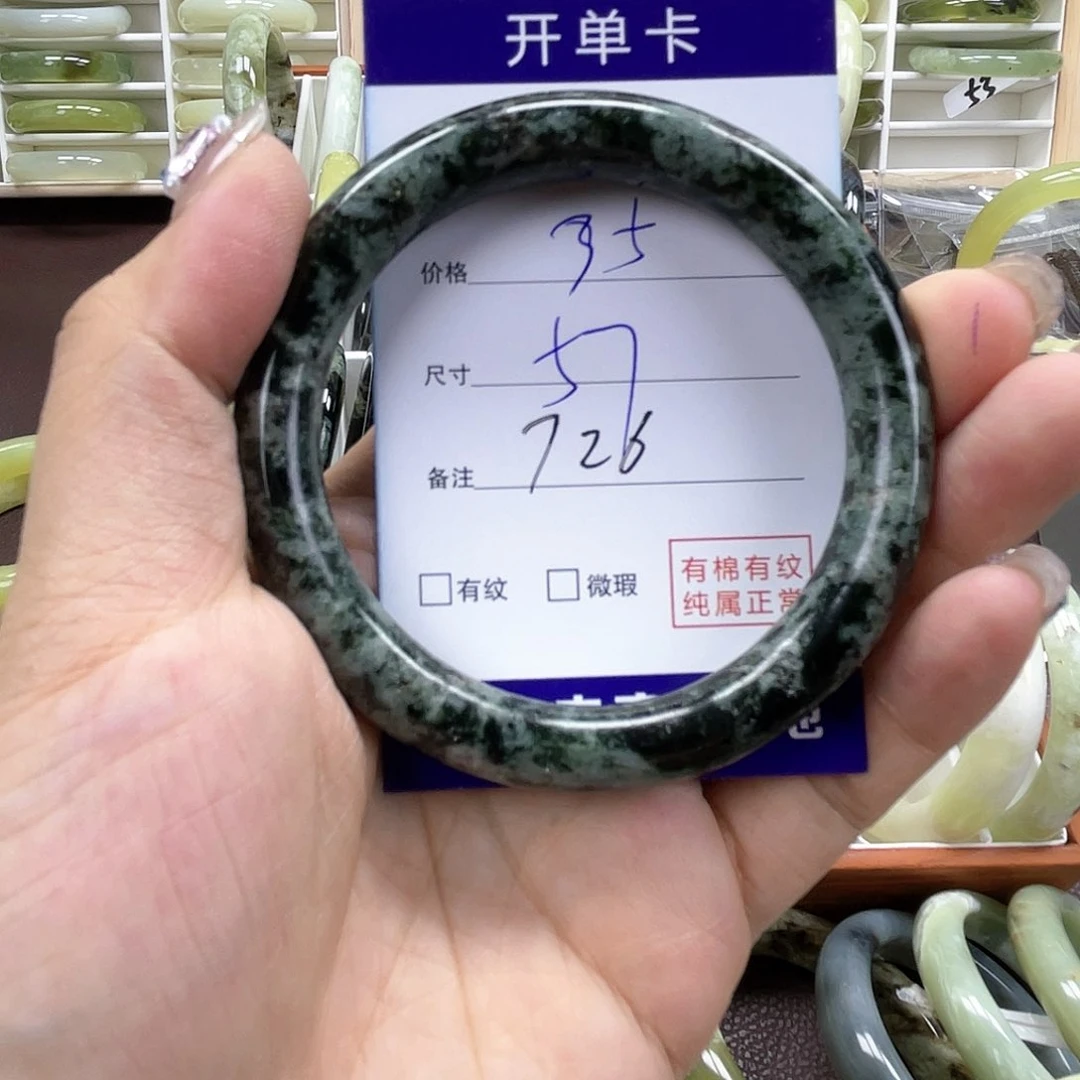 开单卡
53
价格 95
尺寸 57
备注 726
□有纹 □微瑕
有棉有纹
纯属正常